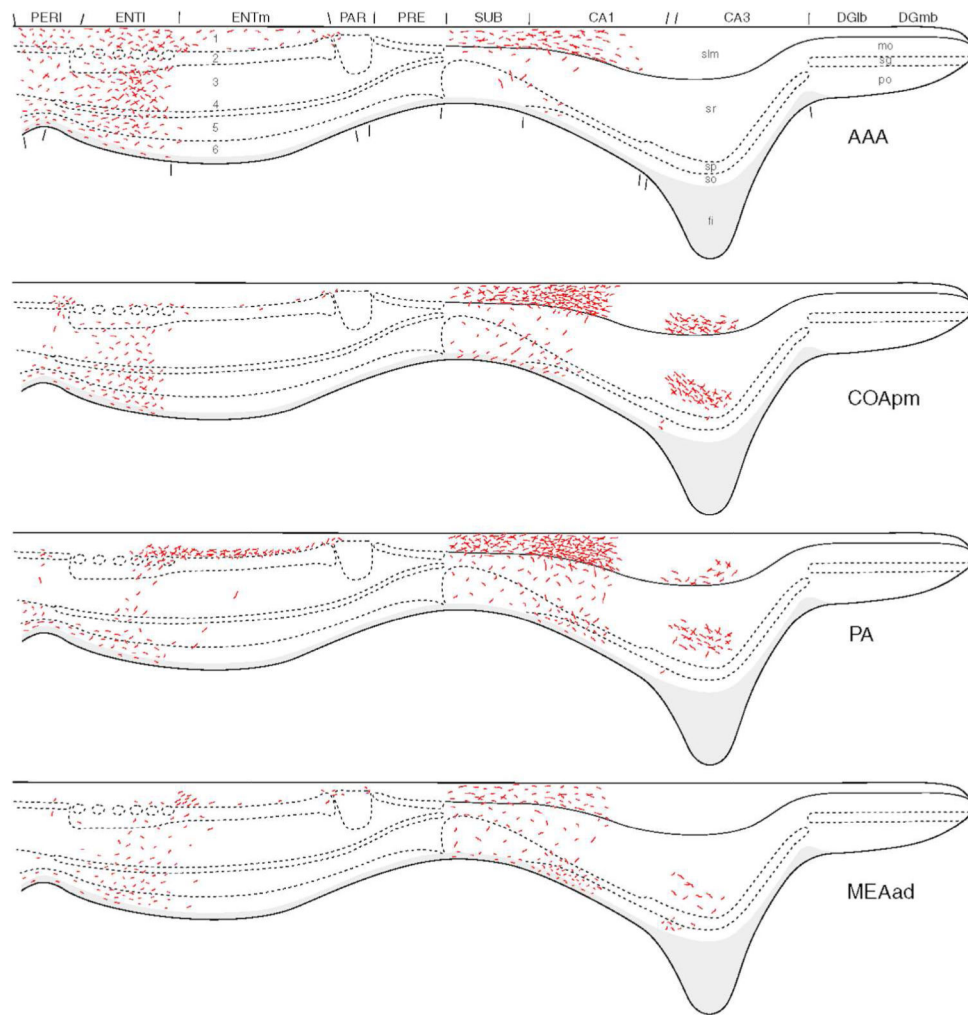 PERI ENTl ENTm PAR PRE SUB CA1 CA3 DGlb DGmb
1
2
3
4
5
6
slm
sr
sp
so
fi
mo
sg
po
AAA
COApm
PA
MEAad